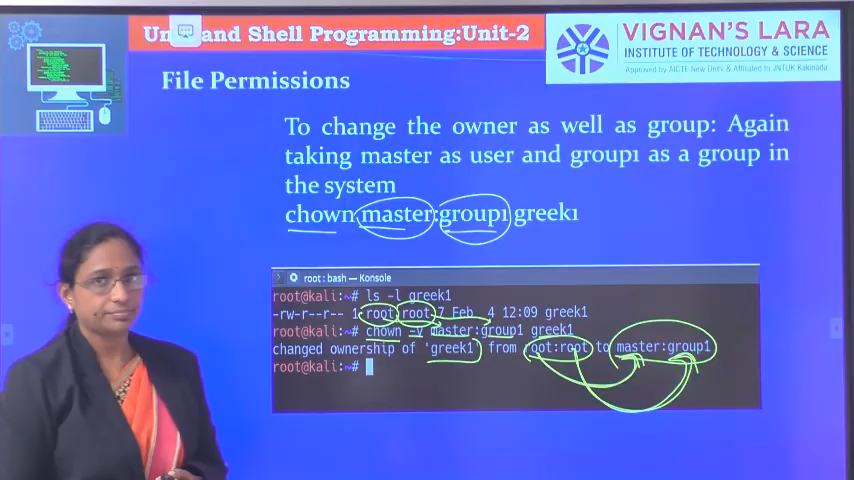 and Shell Programming:Unit-2
VIGNAN'S LARA
INSTITUTE OF TECHNOLOGY & SCIENCE
Approved by AICTE New Delhi & Affiliated to JNTUK Kakinada
File Permissions
To change the owner as well as group: Again
taking master as user and group1 as a group in
the system
chown master:group1 greek1
root : bash — Konsole
root@kali:~# ls -l greek1
-rw-r--r-- 1 root root 7 Feb 4 12:09 greek1
root@kali:~# chown -v master:group1 greek1
changed ownership of 'greek1' from root:root to master:group1
root@kali:~#